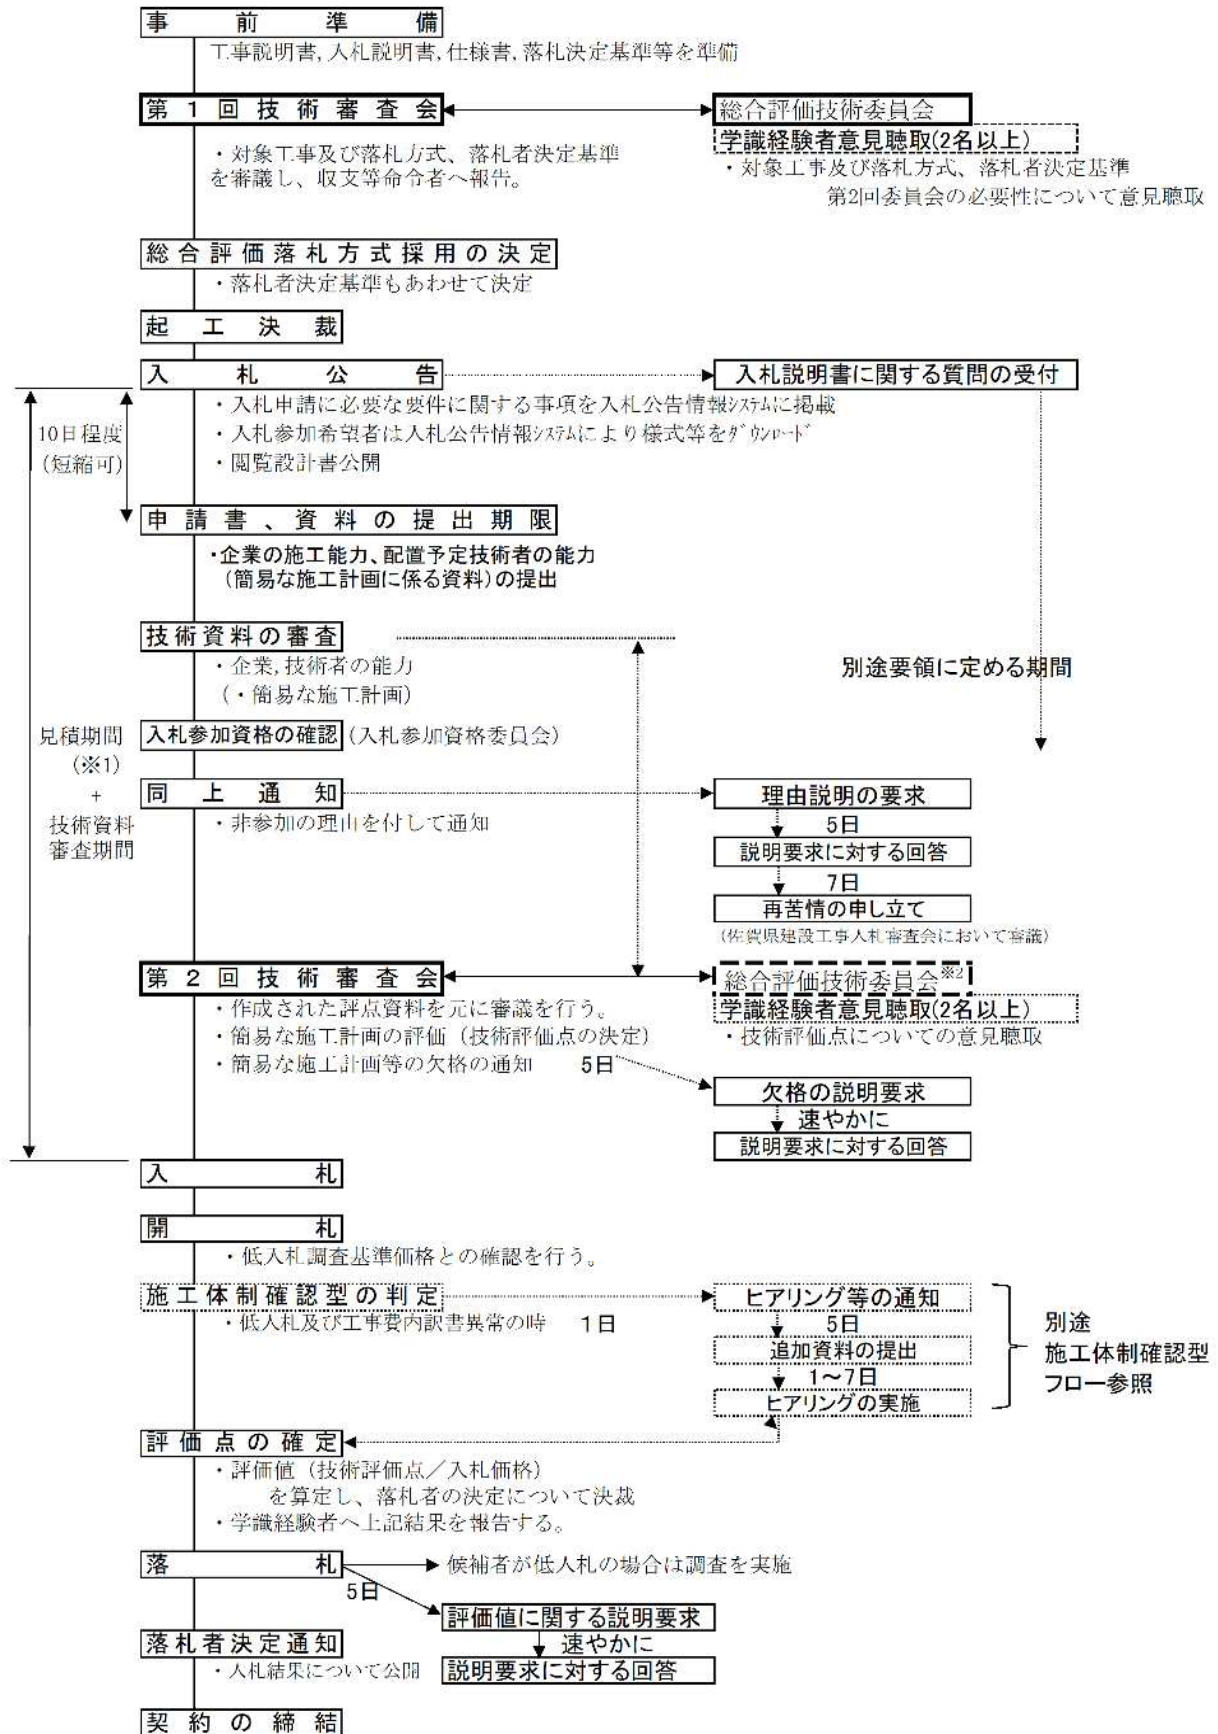 事前準備
工事説明書, 入札説明書, 仕様書, 落札決定基準等を準備
第1回技術審査会
総合評価技術委員会
学識経験者意見聴取(2名以上)
・対象工事及び落札方式、落札者決定基準
を審議し、収支等命令者へ報告。
・対象工事及び落札方式、落札者決定基準
第2回委員会の必要性について意見聴取
総合評価落札方式採用の決定
・落札者決定基準もあわせて決定
起工決裁
入札公告
入札説明書に関する質問の受付
・入札申請に必要な要件に関する事項を入札公告情報ｼｽﾃﾑに掲載
・入札参加希望者は入札公告情報ｼｽﾃﾑにより様式等をﾀﾞｳﾝﾛｰﾄﾞ
・閲覧設計書公開
10日程度
(短縮可)
申請書、資料の提出期限
・企業の施工能力、配置予定技術者の能力
(簡易な施工計画に係る資料)の提出
技術資料の審査
・企業, 技術者の能力
(・簡易な施工計画)
別途要領に定める期間
入札参加資格の確認
(入札参加資格委員会)
見積期間
(※1)
+
技術資料
審査期間
同上通知
・非参加の理由を付して通知
理由説明の要求
5日
説明要求に対する回答
7日
再苦情の申し立て
(佐賀県建設工事入札審査会において審議)
第2回技術審査会
総合評価技術委員会※2
学識経験者意見聴取(2名以上)
・作成された評点資料を元に審議を行う。
・簡易な施工計画の評価（技術評価点の決定）
・簡易な施工計画等の欠格の通知 5日
・技術評価点についての意見聴取
欠格の説明要求
速やかに
説明要求に対する回答
入札
開札
・低入札調査基準価格との確認を行う。
施工体制確認型の判定
・低入札及び工事費内訳書異常の時 1日
ヒアリング等の通知
5日
追加資料の提出
1～7日
ヒアリングの実施
別途
施工体制確認型
フロー参照
評価点の確定
・評価値（技術評価点／入札価格）
を算定し、落札者の決定について決裁
・学識経験者へ上記結果を報告する。
落札
候補者が低入札の場合は調査を実施
5日
評価値に関する説明要求
速やかに
説明要求に対する回答
落札者決定通知
・入札結果について公開
契約の締結